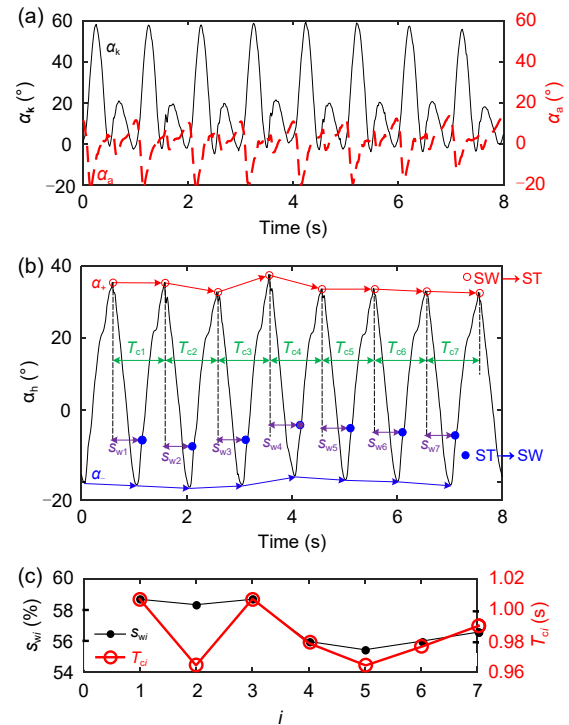 (a)
60
40
20
0
−20
α_k (°)
α_k
α_a
60
40
20
0
−20
α_a (°)
0 2 4 6 8
Time (s)
(b)
40
30
20
10
−0
−10
−20
α_h (°)
α_+
SW→ST
T_c1 T_c2 T_c3 T_c4 T_c5 T_c6 T_c7
s_w1 s_w2 s_w3 s_w4 s_w5 s_w6 s_w7
ST→SW
α_−
0 2 4 6 8
Time (s)
(c)
60
58
56
54
s_wi (%)
s_wi
T_ci
1.02
1.00
0.98
0.96
T_ci (s)
0 1 2 3 4 5 6 7
i